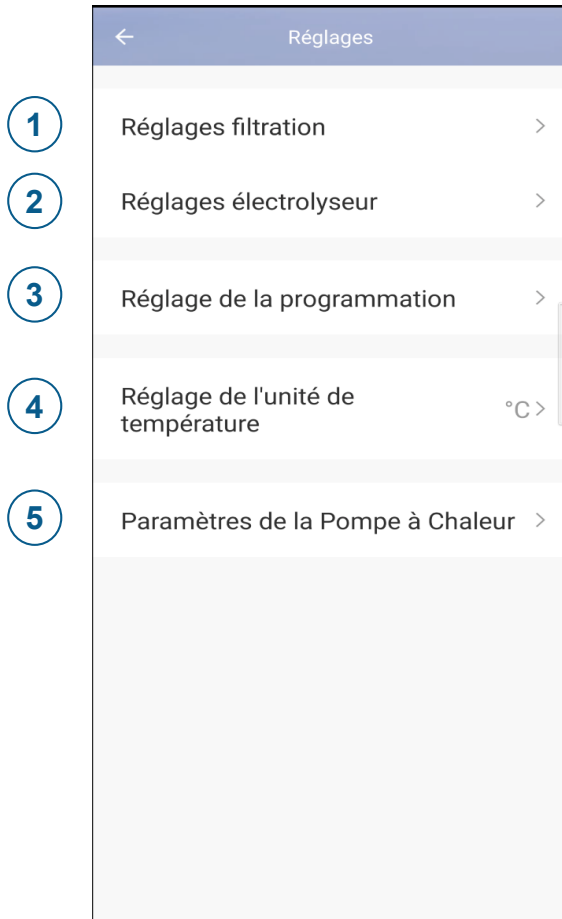 Réglages
1
Réglages filtration
2
Réglages électrolyseur
3
Réglage de la programmation
4
Réglage de l'unité de
température
°C
5
Paramètres de la Pompe à Chaleur